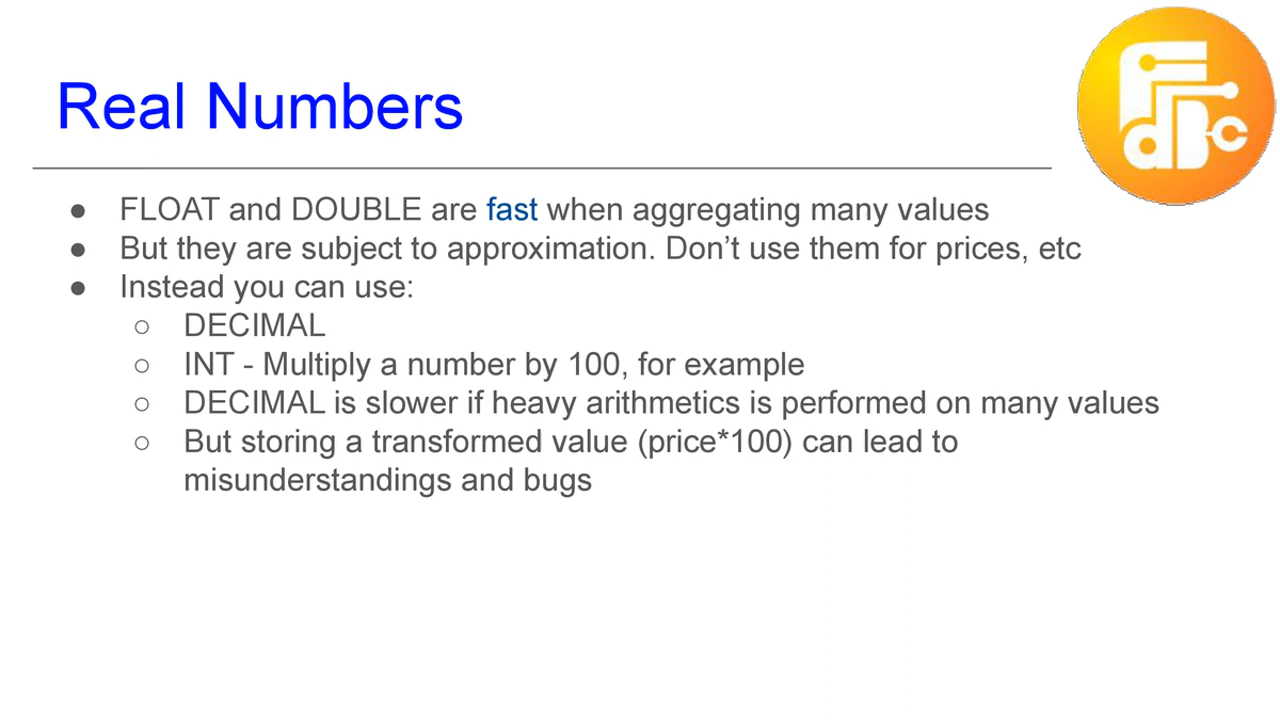 Real Numbers
● FLOAT and DOUBLE are fast when aggregating many values
● But they are subject to approximation. Don’t use them for prices, etc
● Instead you can use:
○ DECIMAL
○ INT - Multiply a number by 100, for example
○ DECIMAL is slower if heavy arithmetics is performed on many values
○ But storing a transformed value (price*100) can lead to
misunderstandings and bugs